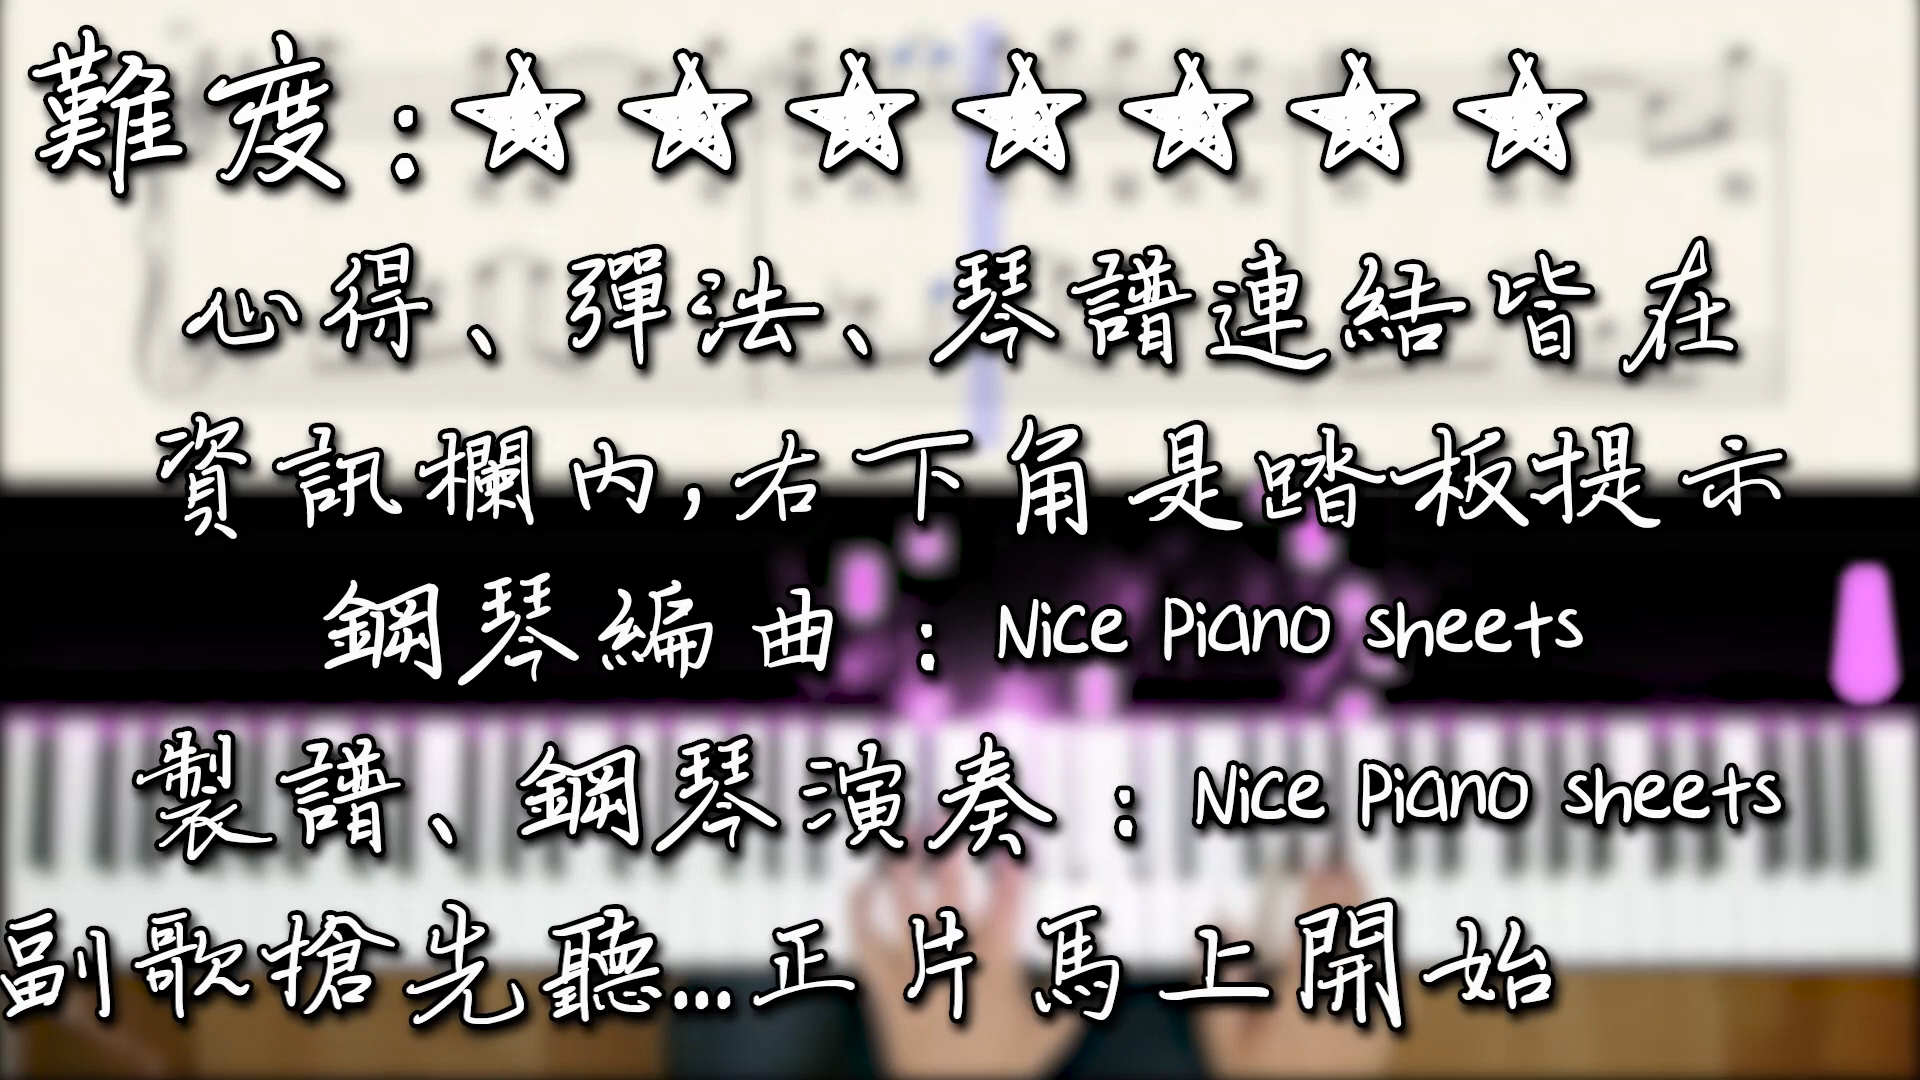 難度:★★★★★★★
心得、彈法、琴譜連結皆在
資訊欄內,右下角是踏板提示
鋼琴編曲:Nice Piano sheets
製譜、鋼琴演奏:Nice Piano sheets
副歌搶先聽...正片馬上開始